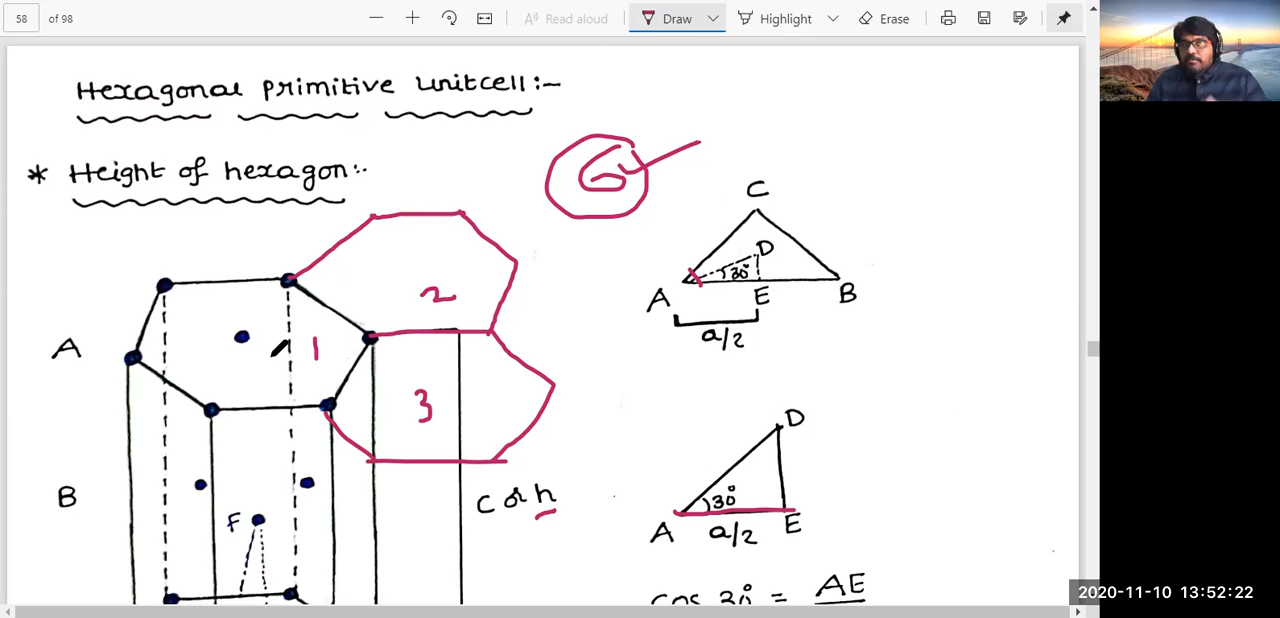 58 of 98
Read aloud
Draw
Highlight
Erase
Hexagonal primitive unitcell:-
* Height of hexagon:-
6
C
D
30°
A
E
B
a/2
2
A
1
3
D
B
C or h
F
30°
A
a/2
E
cos 30° = AE
2020-11-10 13:52:22